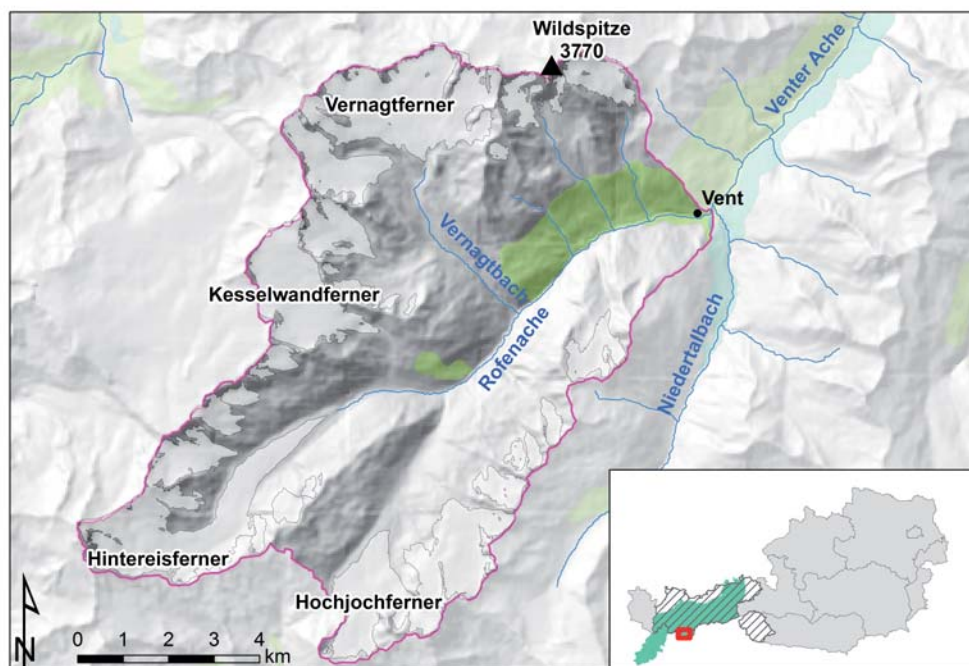 Wildspitze
3770
Vernagtferner
Venter Ache
Vent
Vernagtbach
Kesselwandferner
Rofenache
Niedertalbach
Hintereisferner
Hochjochferner
N
0 1 2 3 4
km